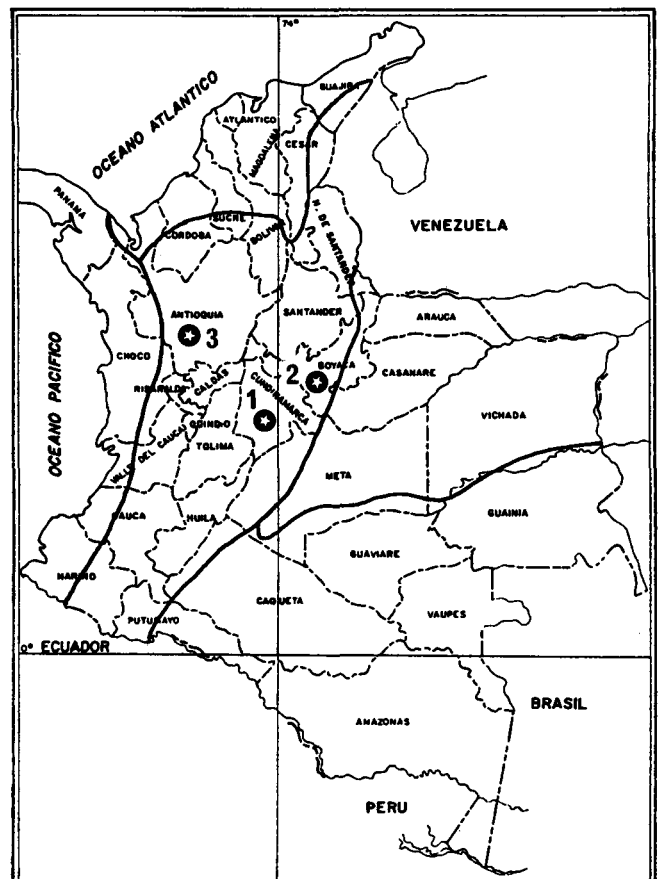 74°
OCEANO ATLANTICO
GUAJIRA
ATLANTICO
MAGDALENA
CESAR
PANAMA
SUCRE
CORDOBA
BOLIVAR
N. DE SANTANDER
VENEZUELA
ANTIOQUIA
3
SANTANDER
ARAUCA
CHOCO
OCEANO PACIFICO
RISARALDA
CALDAS
CUNDINAMARCA
2
BOYACA
CASANARE
1
VICHADA
QUINDIO
TOLIMA
VALLE DEL CAUCA
META
CAUCA
HUILA
GUAINIA
GUAVIARE
NARIÑO
CAQUETA
VAUPES
PUTUMAYO
0° ECUADOR
BRASIL
AMAZONAS
PERU